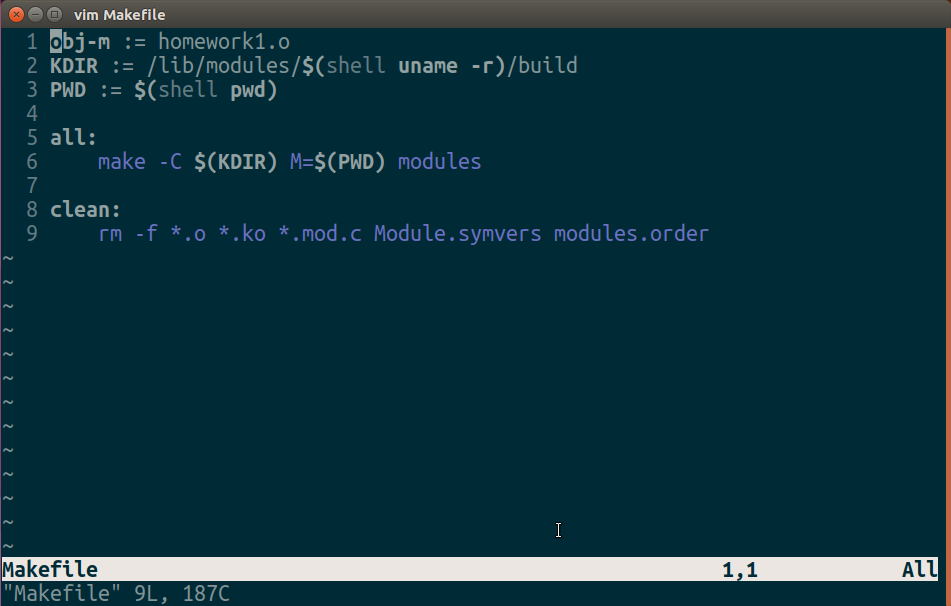 vim Makefile
1 obj-m := homework1.o
2 KDIR := /lib/modules/$(shell uname -r)/build
3 PWD := $(shell pwd)
4
5 all:
6     make -C $(KDIR) M=$(PWD) modules
7
8 clean:
9     rm -f *.o *.ko *.mod.c Module.symvers modules.order
~
~
~
~
~
~
~
~
~
~
~
~
~
Makefile 1,1 All
"Makefile" 9L, 187C